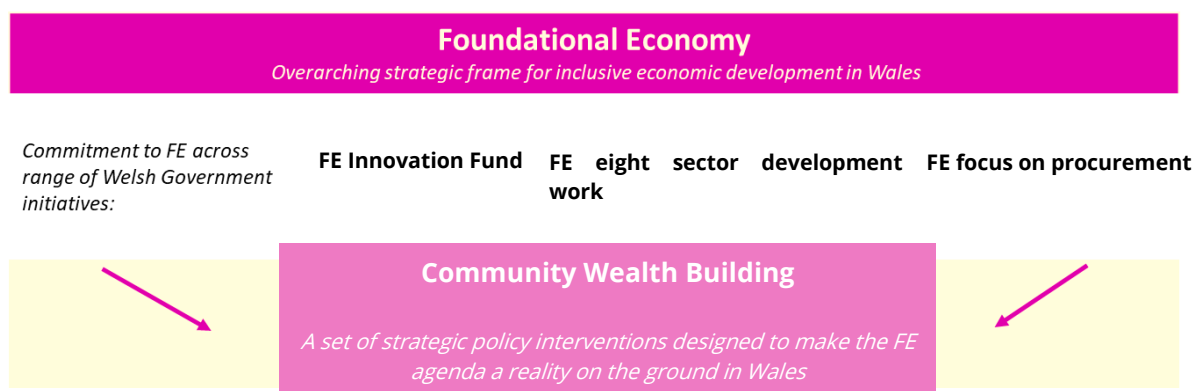 Foundational Economy
Overarching strategic frame for inclusive economic development in Wales
Commitment to FE across
range of Welsh Government
initiatives:
FE Innovation Fund
FE eight sector development
work
FE focus on procurement
Community Wealth Building
A set of strategic policy interventions designed to make the FE
agenda a reality on the ground in Wales